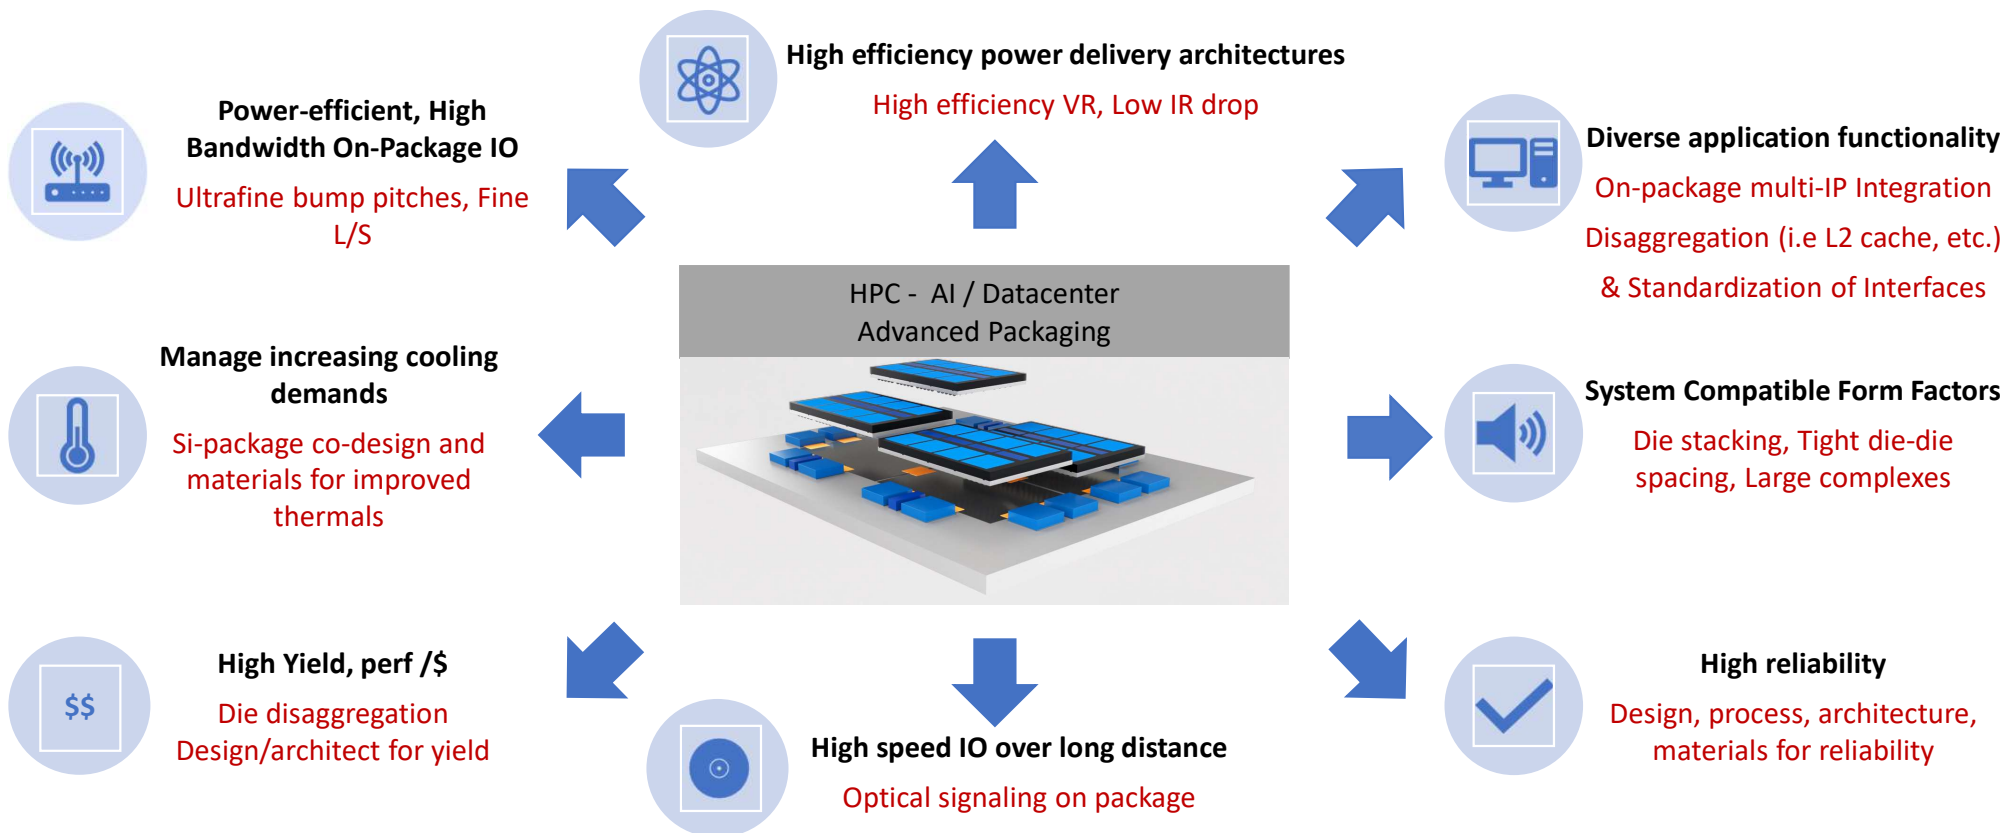 High efficiency power delivery architectures
High efficiency VR, Low IR drop
Power-efficient, High
Bandwidth On-Package IO
Ultrafine bump pitches, Fine
L/S
Diverse application functionality
On-package multi-IP Integration
Disaggregation (i.e L2 cache, etc.)
& Standardization of Interfaces
HPC - AI / Datacenter
Advanced Packaging
Manage increasing cooling
demands
Si-package co-design and
materials for improved
thermals
System Compatible Form Factors
Die stacking, Tight die-die
spacing, Large complexes
$$
High Yield, perf /$
Die disaggregation
Design/architect for yield
High speed IO over long distance
Optical signaling on package
High reliability
Design, process, architecture,
materials for reliability